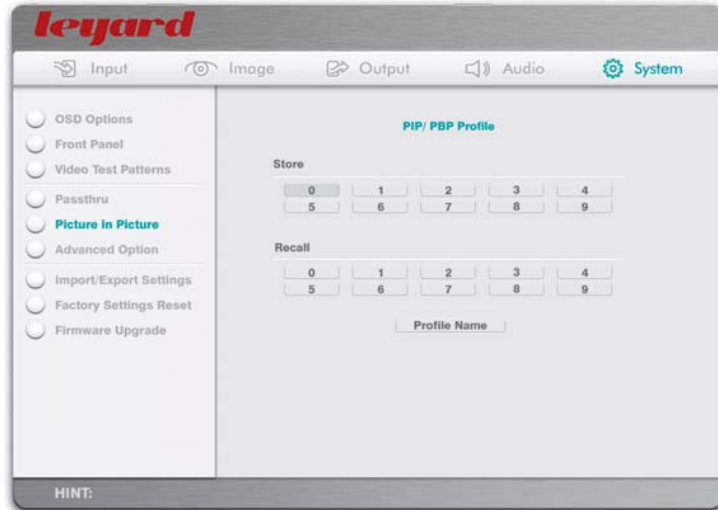 leyard
Input Image Output Audio System
OSD Options
Front Panel
Video Test Patterns
Passthru
Picture in Picture
Advanced Option
Import/Export Settings
Factory Settings Reset
Firmware Upgrade
PIP/ PBP Profile
Store
0 1 2 3 4
5 6 7 8 9
Recall
0 1 2 3 4
5 6 7 8 9
Profile Name
HINT: